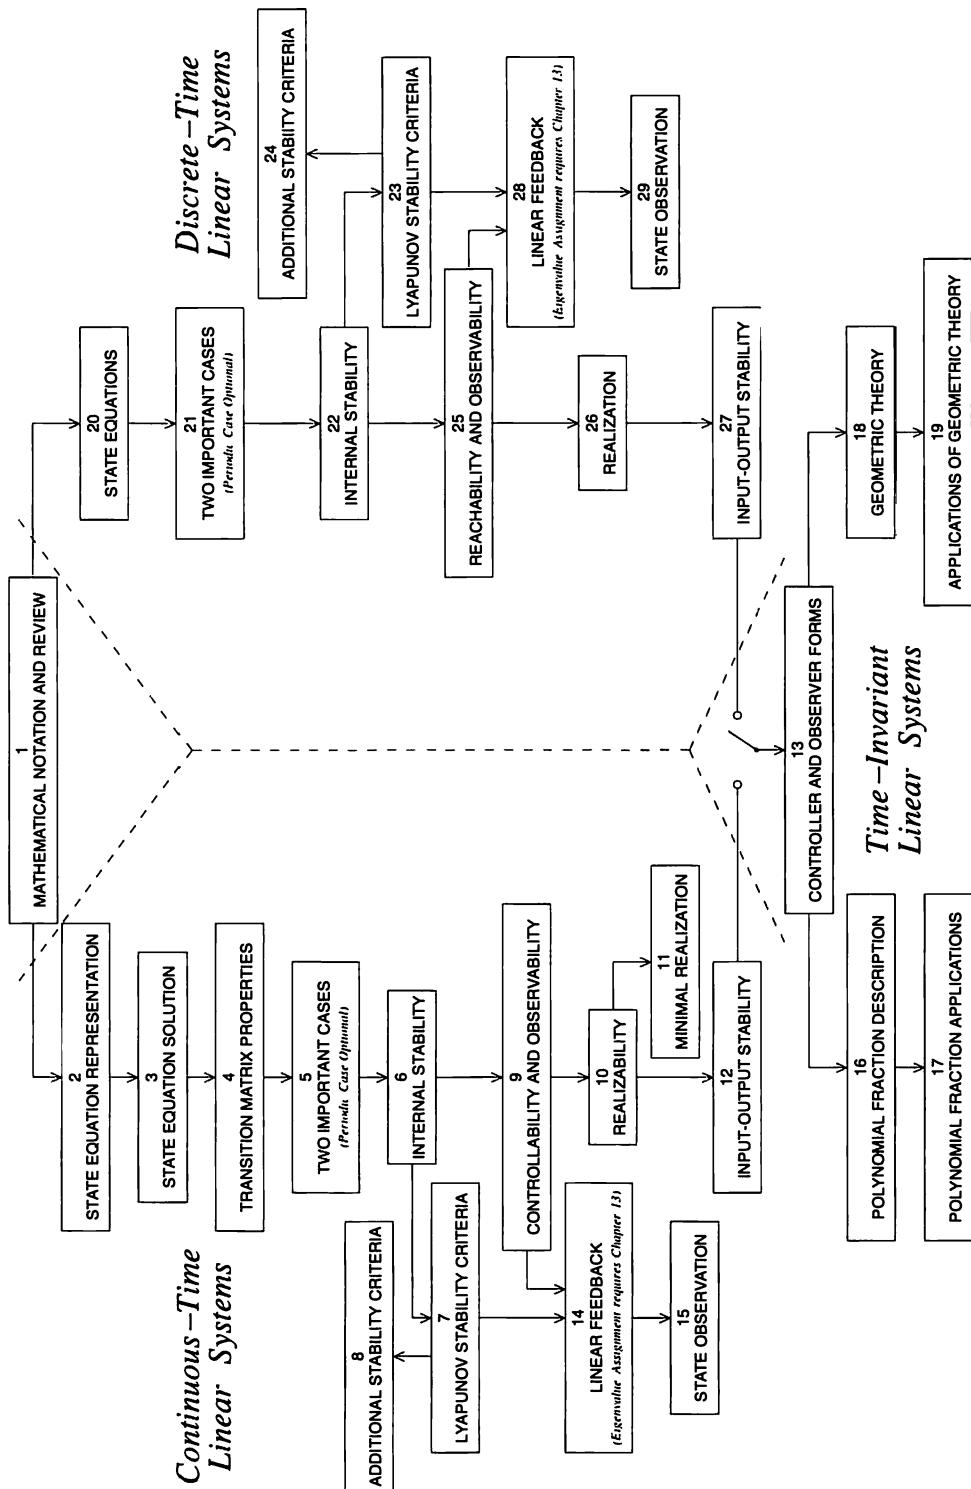 Continuous–Time
Linear Systems
Discrete–Time
Linear Systems
1
MATHEMATICAL NOTATION AND REVIEW
2
STATE EQUATION REPRESENTATION
3
STATE EQUATION SOLUTION
4
TRANSITION MATRIX PROPERTIES
5
TWO IMPORTANT CASES
(Periodic Case Optional)
6
INTERNAL STABILITY
8
ADDITIONAL STABILITY CRITERIA
7
LYAPUNOV STABILITY CRITERIA
9
CONTROLLABILITY AND OBSERVABILITY
14
LINEAR FEEDBACK
(Eigenvalue Assignment requires Chapter 13)
10
REALIZABILITY
11
MINIMAL REALIZATION
15
STATE OBSERVATION
12
INPUT-OUTPUT STABILITY
20
STATE EQUATIONS
21
TWO IMPORTANT CASES
(Periodic Case Optional)
22
INTERNAL STABILITY
24
ADDITIONAL STABIITY CRITERIA
23
LYAPUNOV STABILITY CRITERIA
25
REACHABILITY AND OBSERVABILITY
28
LINEAR FEEDBACK
(Eigenvalue Assignment requires Chapter 13)
26
REALIZATION
29
STATE OBSERVATION
27
INPUT-OUTPUT STABILITY
13
CONTROLLER AND OBSERVER FORMS
Time–Invariant
Linear Systems
16
POLYNOMIAL FRACTION DESCRIPTION
17
POLYNOMIAL FRACTION APPLICATIONS
18
GEOMETRIC THEORY
19
APPLICATIONS OF GEOMETRIC THEORY